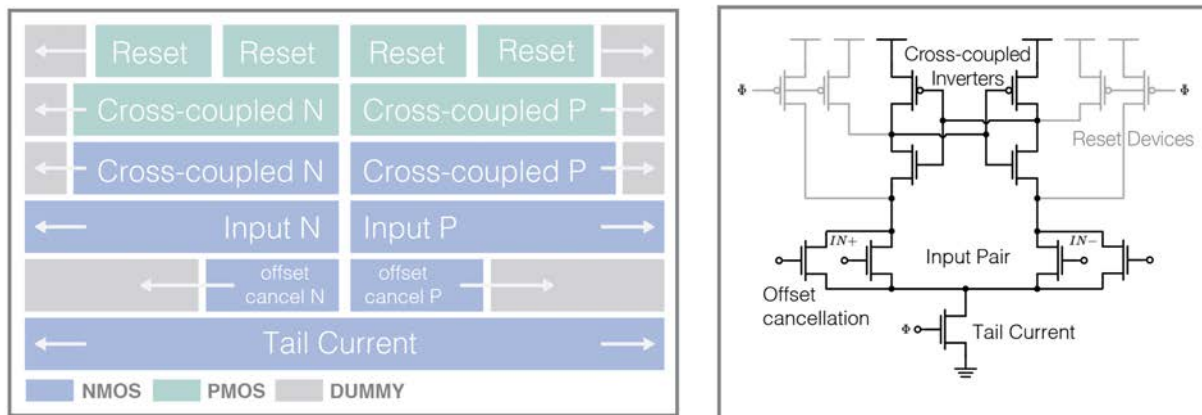 Reset Reset Reset Reset
Cross-coupled N Cross-coupled P
Cross-coupled N Cross-coupled P
Input N Input P
offset cancel N offset cancel P
Tail Current
NMOS PMOS DUMMY
Cross-coupled
Inverters
Φ Φ
Reset Devices
IN+ IN−
Input Pair
Offset
cancellation
Φ Tail Current